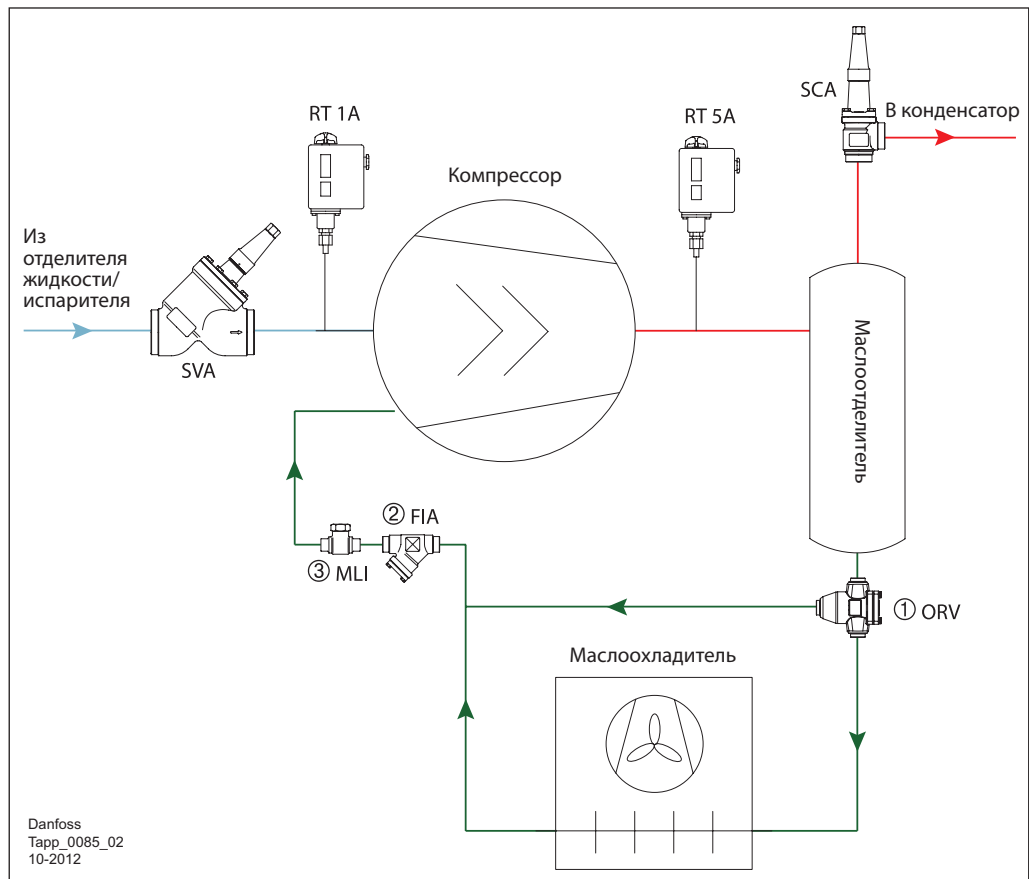 SCA
В конденсатор
RT 1A
RT 5A
Компрессор
Из
отделителя
жидкости/
испарителя
SVA
Маслоотделитель
② FIA
③ MLI
① ORV
Маслоохладитель
Danfoss
Tapp_0085_02
10-2012